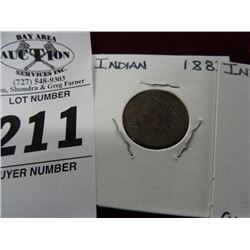 BAY AREA
AUCTION
SERVICES INC.
(727) 548-9303
m, Shondra & Greg Farner
LOT NUMBER
211
UYER NUMBER
INDIAN 188
IN